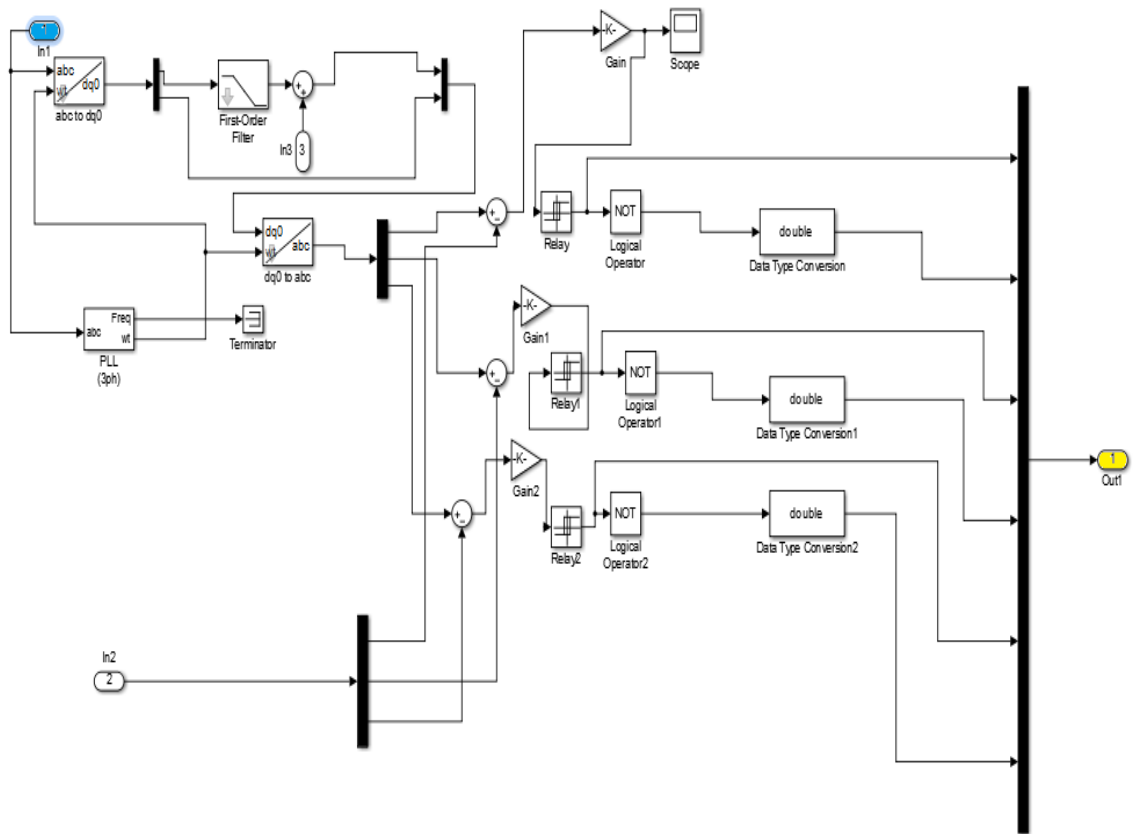 In1
abc
wt
dq0
abc to dq0
First-Order
Filter
In3
3
-K-
Gain
Scope
dq0
wt
abc
dq0 to abc
Relay
NOT
Logical
Operator
double
Data Type Conversion
abc
Freq
wt
PLL
(3ph)
Terminator
-K-
Gain1
Relay1
NOT
Logical
Operator1
double
Data Type Conversion1
-K-
Gain2
Relay2
NOT
Logical
Operator2
double
Data Type Conversion2
1
Out1
In2
2
+
+
+
-
+
-
+
-